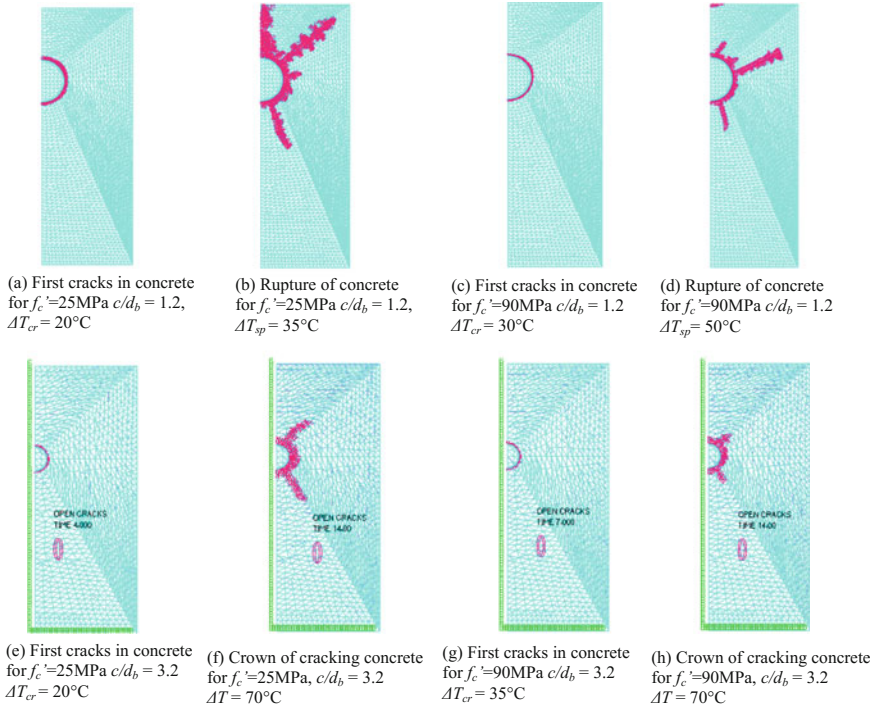 (a) First cracks in concrete
for fc’=25MPa c/db = 1.2,
ΔTcr = 20°C
(b) Rupture of concrete
for fc’=25MPa c/db = 1.2,
ΔTsp = 35°C
(c) First cracks in concrete
for fc’=90MPa c/db = 1.2
ΔTcr = 30°C
(d) Rupture of concrete
for fc’=90MPa c/db = 1.2
ΔTsp = 50°C
OPEN CRACKS
TIME 4.000
OPEN CRACKS
TIME 14.00
OPEN CRACKS
TIME 7.000
OPEN CRACKS
TIME 14.00
(e) First cracks in concrete
for fc’=25MPa c/db = 3.2
ΔTcr = 20°C
(f) Crown of cracking concrete
for fc’=25MPa, c/db = 3.2
ΔT = 70°C
(g) First cracks in concrete
for fc’=90MPa c/db = 3.2
ΔTcr = 35°C
(h) Crown of cracking concrete
for fc’=90MPa, c/db = 3.2
ΔT = 70°C